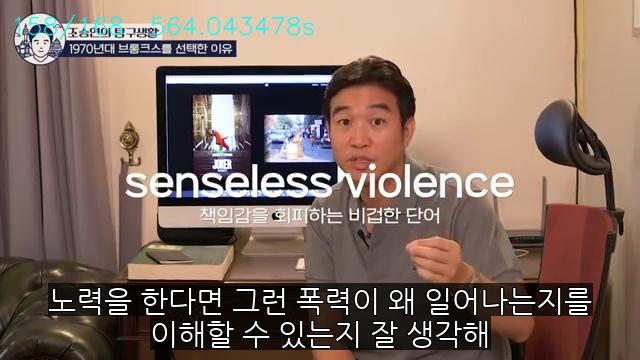 158/168 564.043478s
조승연의 탐구생활
1970년대 브롱크스를 선택한 이유
JOKER
senseless violence
책임감을 회피하는 비겁한 단어
노력을 한다면 그런 폭력이 왜 일어나는지를
이해할 수 있는지 잘 생각해